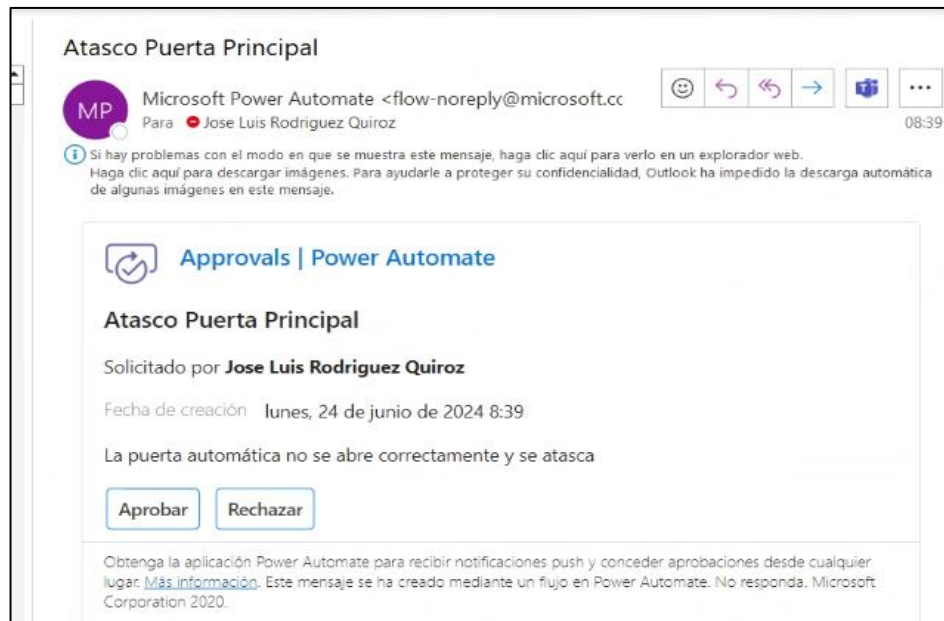 Atasco Puerta Principal
MP
Microsoft Power Automate <flow-noreply@microsoft.cc
Para Jose Luis Rodriguez Quiroz
08:39
Si hay problemas con el modo en que se muestra este mensaje, haga clic aquí para verlo en un explorador web.
Haga clic aquí para descargar imágenes. Para ayudarle a proteger su confidencialidad, Outlook ha impedido la descarga automática
de algunas imágenes en este mensaje.
Approvals | Power Automate
Atasco Puerta Principal
Solicitado por Jose Luis Rodriguez Quiroz
Fecha de creación lunes, 24 de junio de 2024 8:39
La puerta automática no se abre correctamente y se atasca
Aprobar Rechazar
Obtenga la aplicación Power Automate para recibir notificaciones push y conceder aprobaciones desde cualquier
lugar. Más información. Este mensaje se ha creado mediante un flujo en Power Automate. No responda. Microsoft
Corporation 2020.